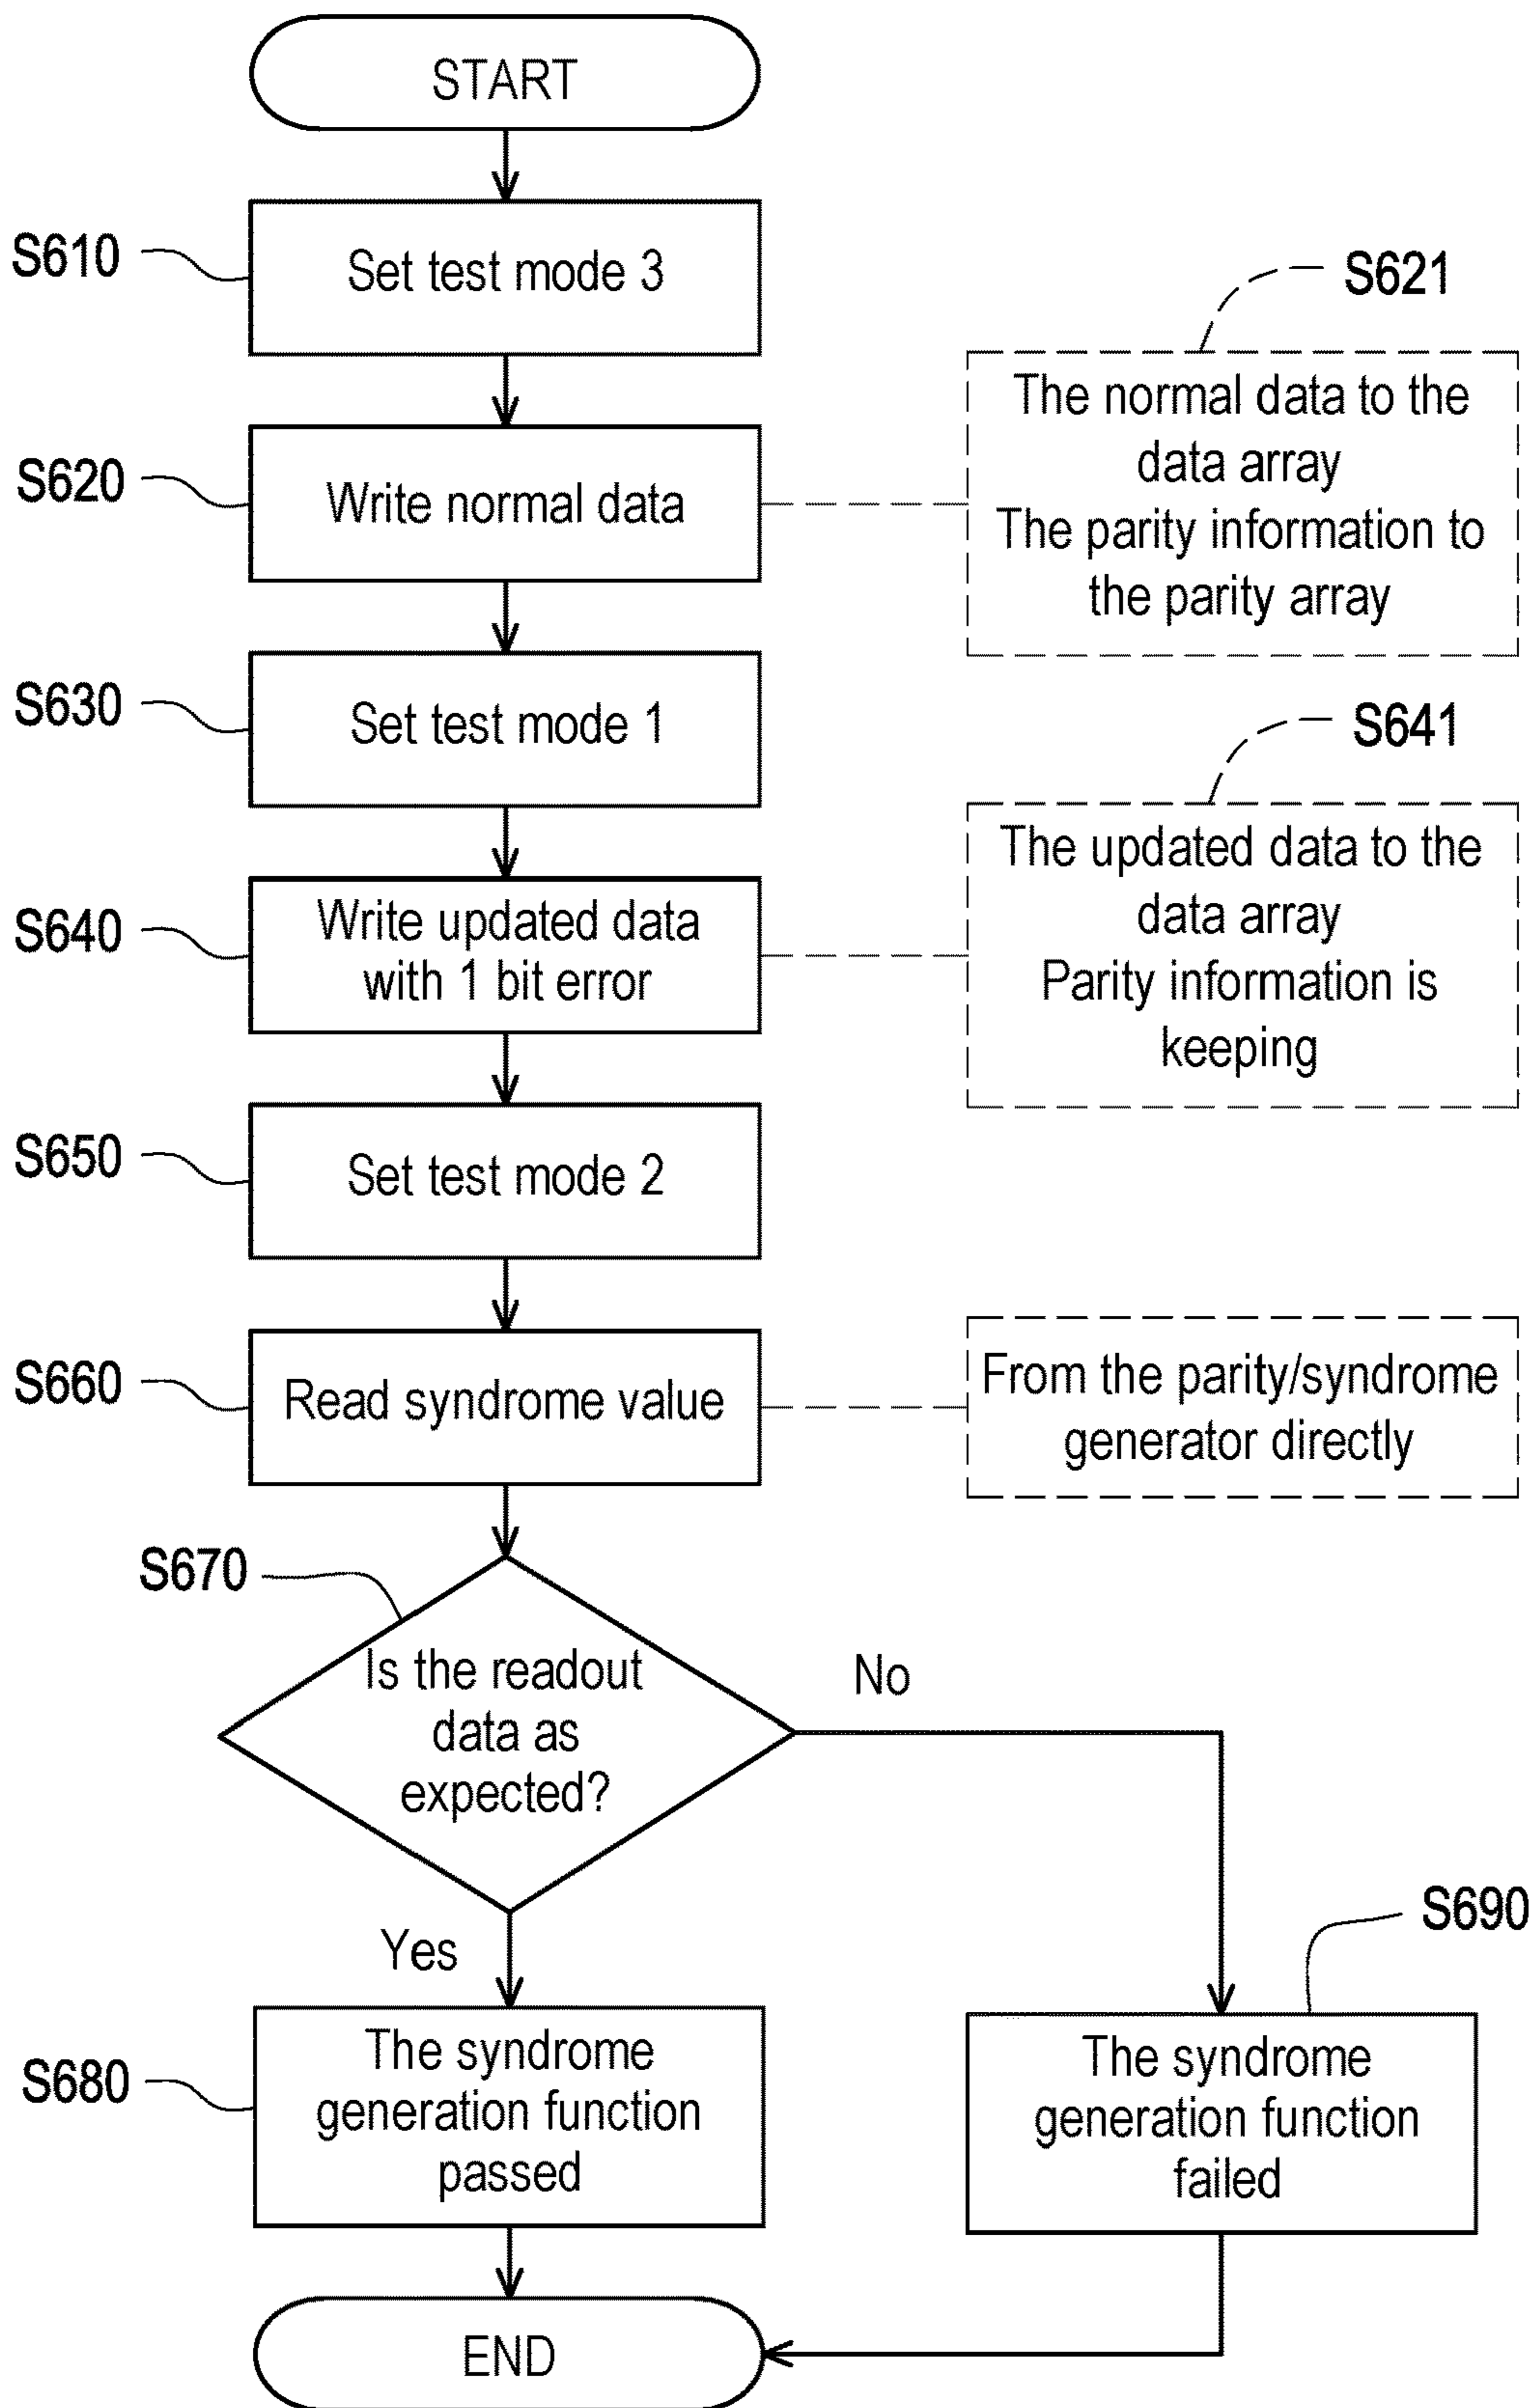 START
S610
Set test mode 3
S621
The normal data to the
data array
The parity information to
the parity array
S620
Write normal data
S630
Set test mode 1
S641
The updated data to the
data array
Parity information is
keeping
S640
Write updated data
with 1 bit error
S650
Set test mode 2
S660
Read syndrome value
From the parity/syndrome
generator directly
S670
Is the readout
data as
expected?
No
Yes
S690
S680
The syndrome
generation function
passed
The syndrome
generation function
failed
END